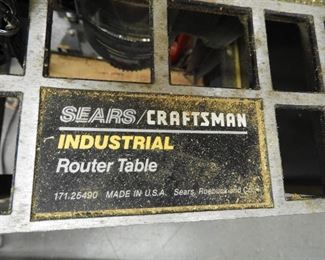 SEARS/CRAFTSMAN
INDUSTRIAL
Router Table
171.25490 MADE IN U.S.A. Sears, Roebuck and Co.